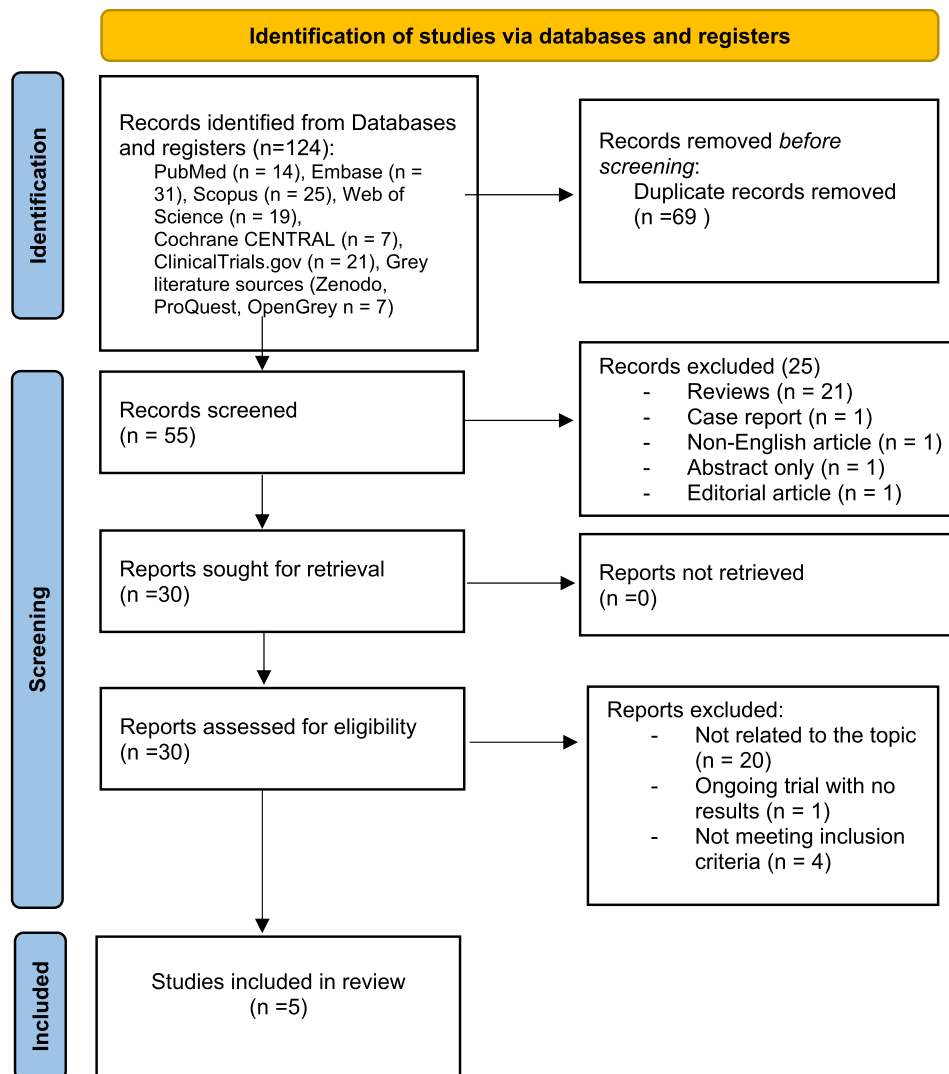 Identification of studies via databases and registers
Identification
Records identified from Databases
and registers (n=124):
PubMed (n = 14), Embase (n =
31), Scopus (n = 25), Web of
Science (n = 19),
Cochrane CENTRAL (n = 7),
ClinicalTrials.gov (n = 21), Grey
literature sources (Zenodo,
ProQuest, OpenGrey n = 7)
Records removed before
screening:
Duplicate records removed
(n =69 )
Screening
Records screened
(n = 55)
Records excluded (25)
- Reviews (n = 21)
- Case report (n = 1)
- Non-English article (n = 1)
- Abstract only (n = 1)
- Editorial article (n = 1)
Reports sought for retrieval
(n =30)
Reports not retrieved
(n =0)
Reports assessed for eligibility
(n =30)
Reports excluded:
- Not related to the topic
(n = 20)
- Ongoing trial with no
results (n = 1)
- Not meeting inclusion
criteria (n = 4)
Included
Studies included in review
(n =5)